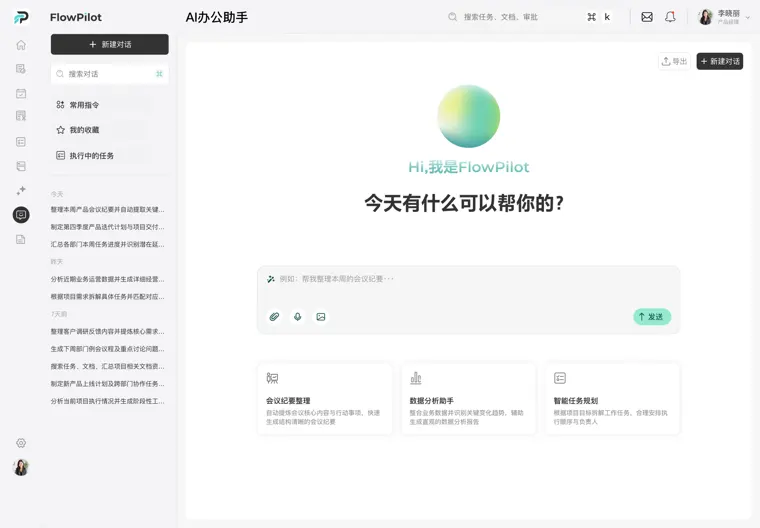 FlowPilot
AI办公助手
搜索任务、文档、审批
⌘ k
李晓丽
产品经理
+ 新建对话
搜索对话
⌘
常用指令
我的收藏
执行中的任务
今天
整理本周产品会议纪要并自动提取关键...
制定第四季度产品迭代计划与项目交付...
汇总各部门本周任务进度并识别潜在延...
昨天
分析近期业务运营数据并生成详细经营...
根据项目需求拆解具体任务并匹配对应...
7天前
整理客户调研反馈内容并提炼核心需求...
生成下周部门例会议程及重点讨论问题...
搜索任务、文档、汇总项目相关文档资...
制定新产品上线计划及跨部门协作任务...
分析当前项目执行情况并生成阶段性工...
导出
+ 新建对话
Hi,我是FlowPilot
今天有什么可以帮你的?
例如: 帮我整理本周的会议纪要···
发送
会议纪要整理
自动提炼会议核心内容与行动事项, 快速
生成结构清晰的会议纪要
数据分析助手
整合业务数据并识别关键变化趋势, 辅助
生成直观的数据分析报告
智能任务规划
根据项目目标拆解工作任务, 合理安排执
行顺序与负责人